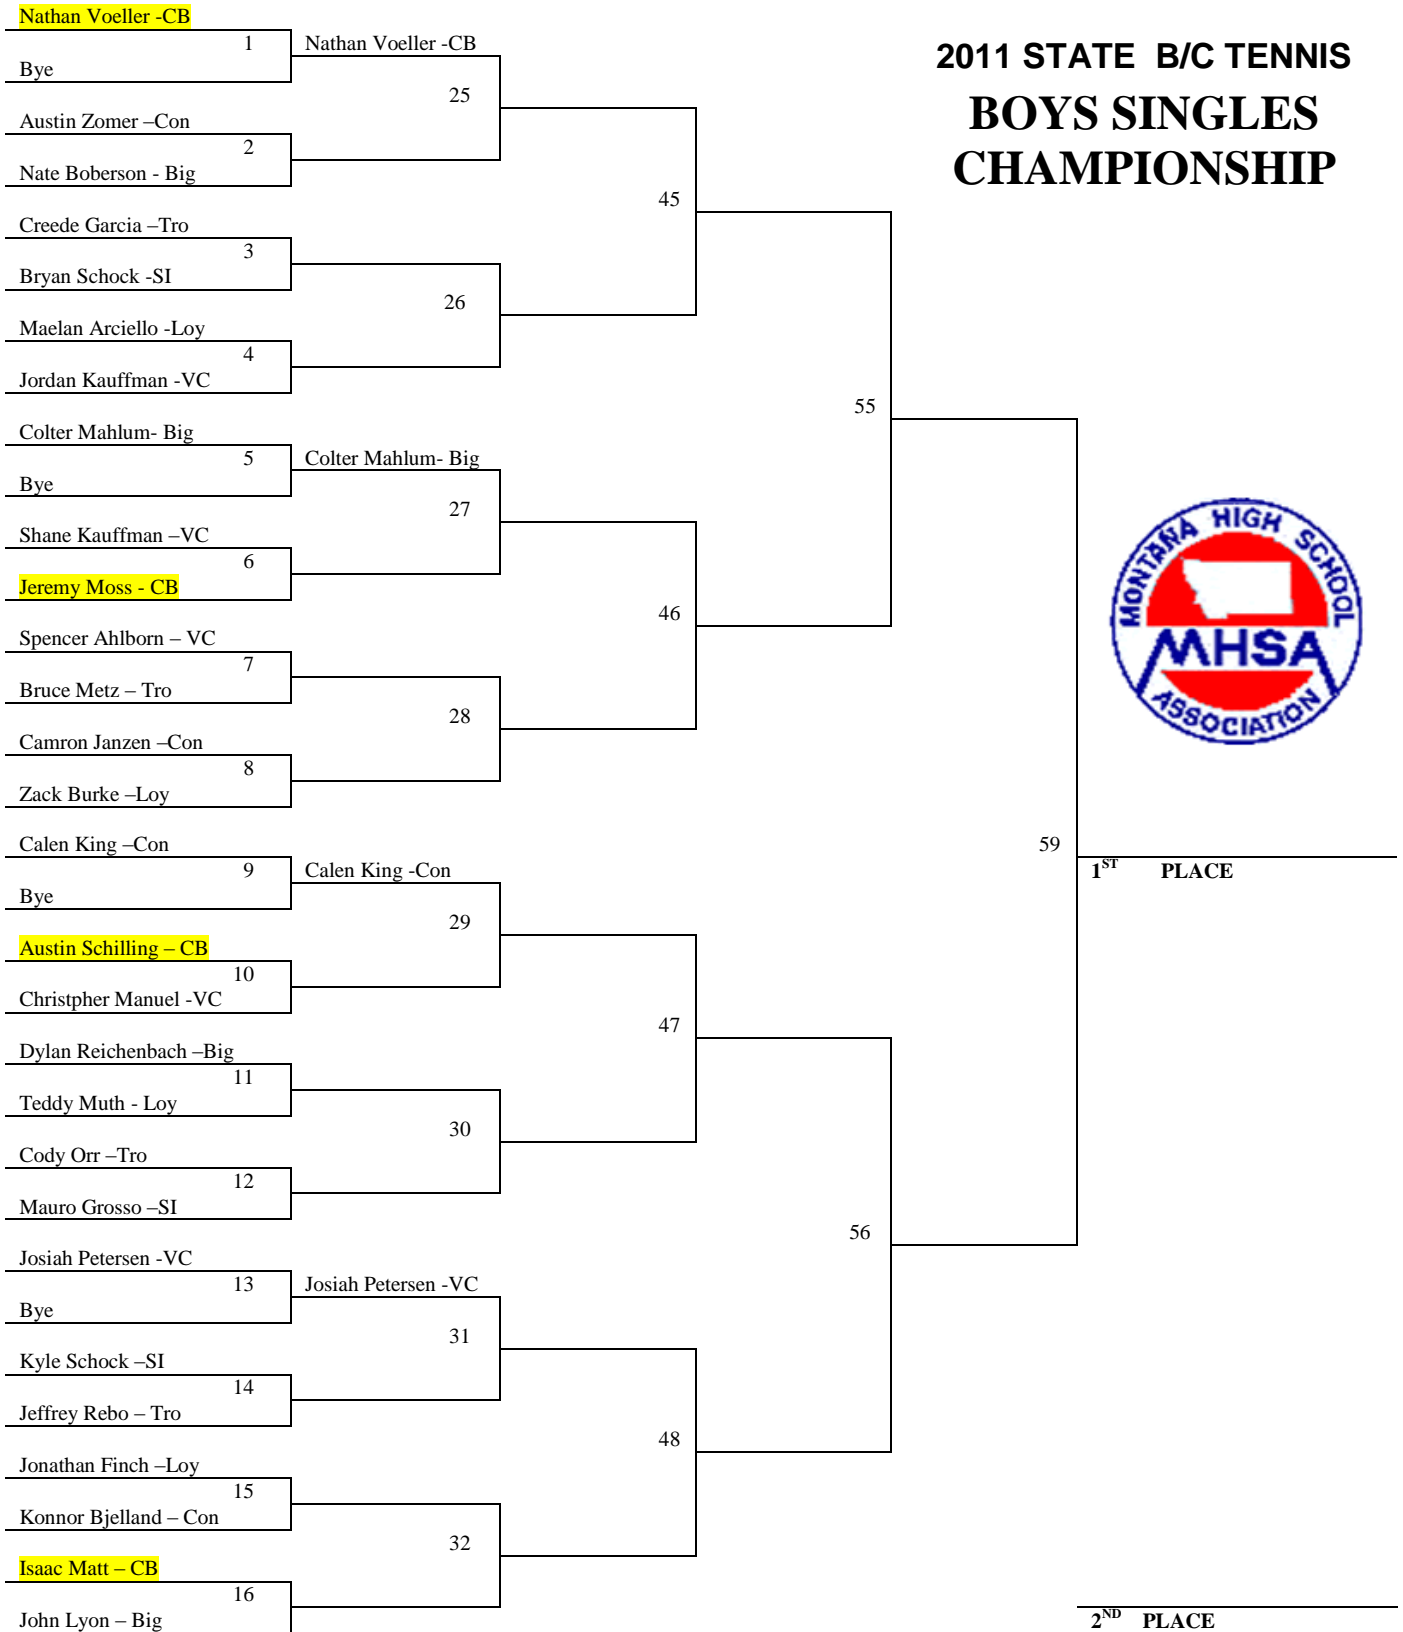 2011 STATE B/C TENNIS
BOYS SINGLES
CHAMPIONSHIP
Nathan Voeller -CB
1
Nathan Voeller -CB
Bye
25
Austin Zomer –Con
2
Nate Boberson - Big
45
Creede Garcia –Tro
3
Bryan Schock -SI
26
Maelan Arciello -Loy
4
Jordan Kauffman -VC
55
Colter Mahlum- Big
5
Colter Mahlum- Big
Bye
27
Shane Kauffman –VC
6
Jeremy Moss - CB
46
Spencer Ahlborn – VC
7
Bruce Metz – Tro
28
Camron Janzen –Con
8
Zack Burke –Loy
MONTANA HIGH SCHOOL
MHSA
ASSOCIATION
Calen King –Con
59
9
Calen King -Con
1ST PLACE
Bye
29
Austin Schilling – CB
10
Christpher Manuel -VC
47
Dylan Reichenbach –Big
11
Teddy Muth - Loy
30
Cody Orr –Tro
12
Mauro Grosso –SI
56
Josiah Petersen -VC
13
Josiah Petersen -VC
Bye
31
Kyle Schock –SI
14
Jeffrey Rebo – Tro
48
Jonathan Finch –Loy
15
Konnor Bjelland – Con
32
Isaac Matt – CB
16
John Lyon – Big
2ND PLACE